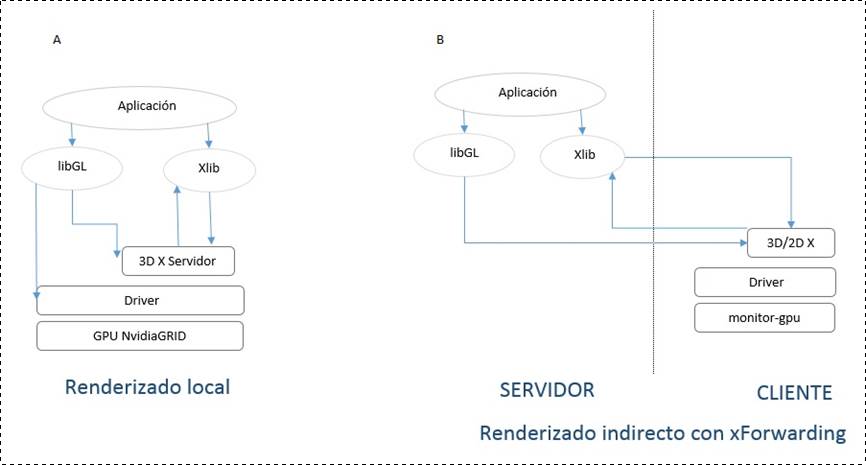 A
Aplicación
libGL
Xlib
3D X Servidor
Driver
GPU NvidiaGRID
Renderizado local
B
Aplicación
libGL
Xlib
3D/2D X
Driver
monitor-gpu
SERVIDOR
CLIENTE
Renderizado indirecto con xForwarding